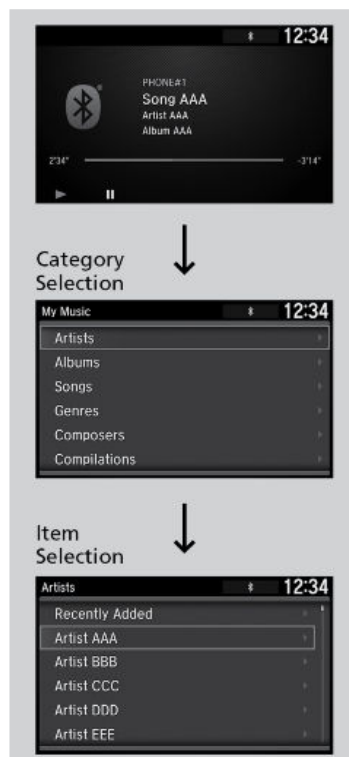 12:34
PHONE#1
Song AAA
Artist AAA
Album AAA
2'34" -3'14"
Category
Selection
My Music 12:34
Artists
Albums
Songs
Genres
Composers
Compilations
Item
Selection
Artists 12:34
Recently Added
Artist AAA
Artist BBB
Artist CCC
Artist DDD
Artist EEE